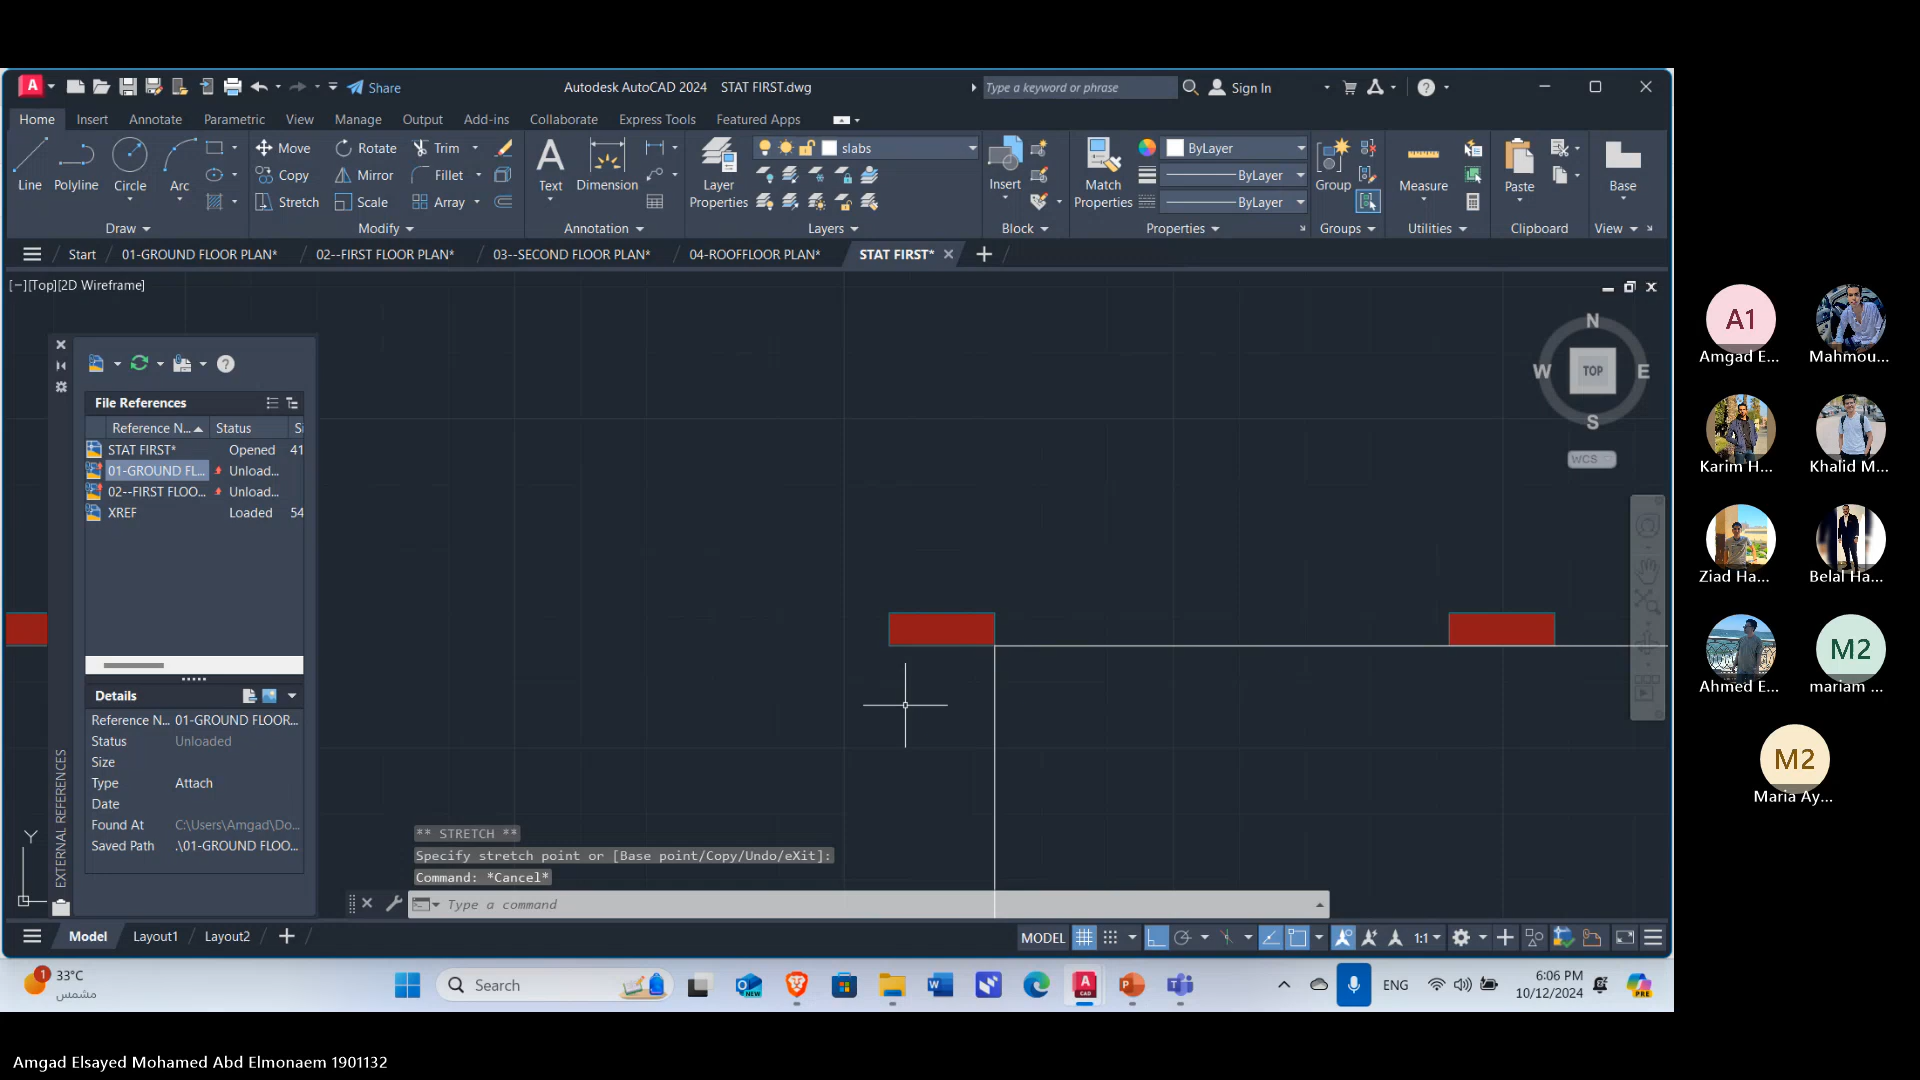 A Share Autodesk AutoCAD 2024 STAT FIRST.dwg Type a keyword or phrase Sign In
Home Insert Annotate Parametric View Manage Output Add-ins Collaborate Express Tools Featured Apps
Line Polyline Circle Arc
Move Rotate Trim
Copy Mirror Fillet
Stretch Scale Array
Text Dimension
Layer Properties
slabs
Insert
Match Properties
ByLayer
ByLayer
ByLayer
Group
Measure
Paste
Base
Draw Modify Annotation Layers Block Properties Groups Utilities Clipboard View
Start 01-GROUND FLOOR PLAN* 02--FIRST FLOOR PLAN* 03--SECOND FLOOR PLAN* 04-ROOFFLOOR PLAN* STAT FIRST*
[−][Top][2D Wireframe]
N
W TOP E
S
WCS
File References
Reference N... Status Si
STAT FIRST* Opened 41
01-GROUND FL... Unload...
02--FIRST FLOO... Unload...
XREF Loaded 54
Details
Reference N... 01-GROUND FLOOR...
Status Unloaded
Size
Type Attach
Date
Found At C:\Users\Amgad\Do...
Saved Path .\01-GROUND FLOO...
EXTERNAL REFERENCES
Y
** STRETCH **
Specify stretch point or [Base point/Copy/Undo/eXit]:
Command: *Cancel*
Type a command
Model Layout1 Layout2
MODEL 1:1
1 33°C
مشمس
Search
ENG
6:06 PM
10/12/2024
A1
Amgad E...
Mahmou...
Karim H...
Khalid M...
Ziad Ha...
Belal Ha...
Ahmed E...
M2
mariam ...
M2
Maria Ay...
Amgad Elsayed Mohamed Abd Elmonaem 1901132